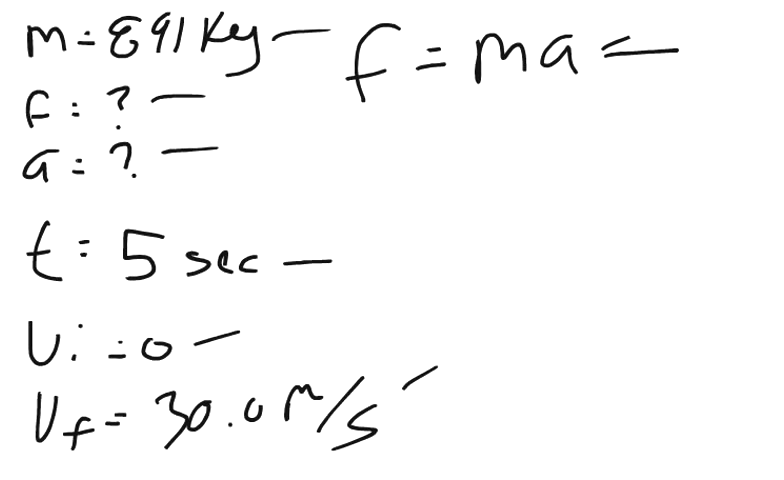 m = 891 Kg — f = ma =
f = ? —
a = ? —
t = 5 sec —
Vi = 0 —
Vf = 30.0 m/s